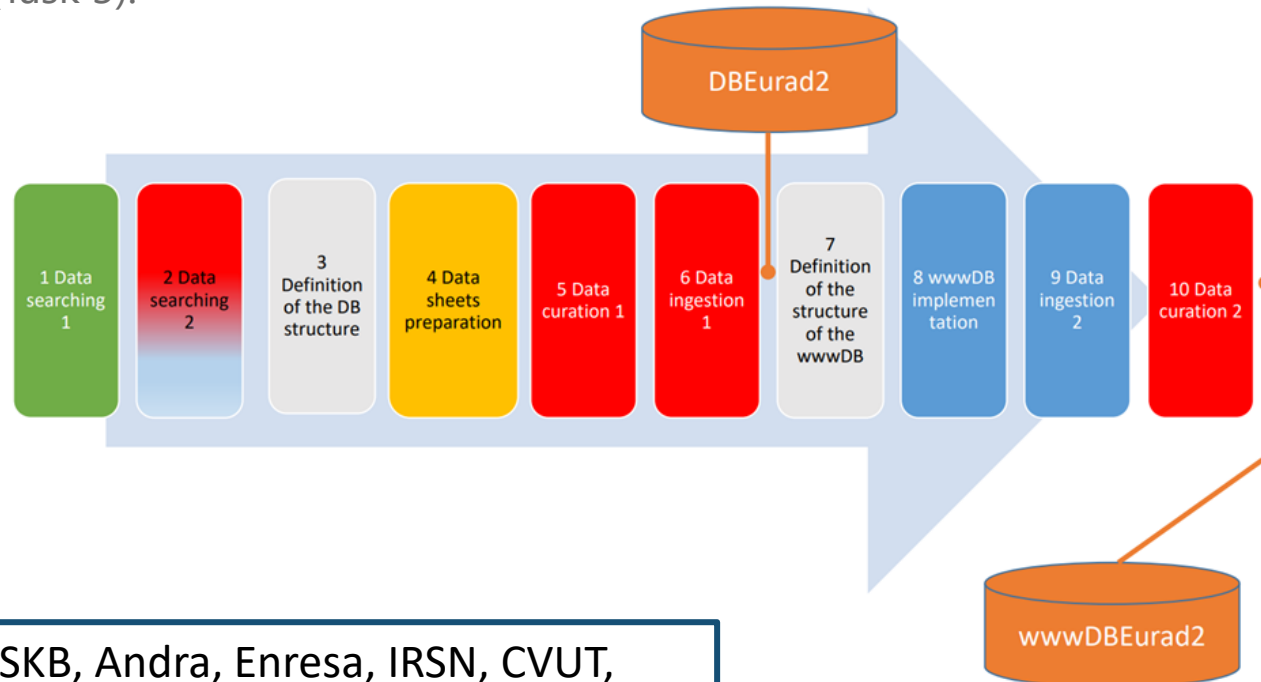 DBEurad2
1 Data
searching
1
2 Data
searching
2
3
Definition
of the DB
structure
4 Data
sheets
preparation
5 Data
curation 1
6 Data
ingestion
1
7
Definition
of the
structure
of the
wwwDB
8 wwwDB
implemen
tation
9 Data
ingestion
2
10 Data
curation 2
wwwDBEurad2
SKB, Andra, Enresa, IRSN, CVUT,